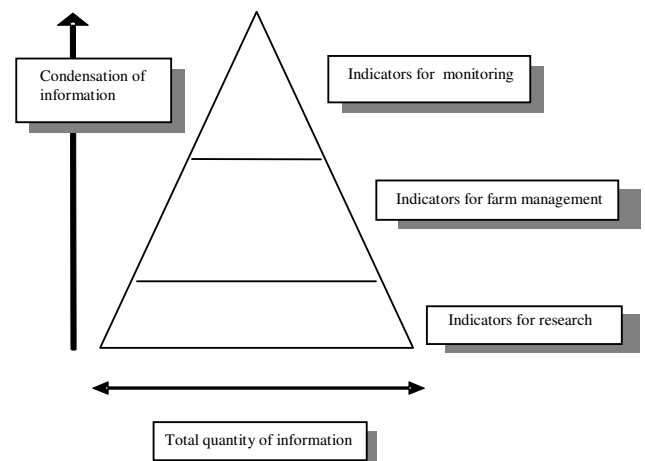 Condensation of
information
Indicators for monitoring
Indicators for farm management
Indicators for research
Total quantity of information